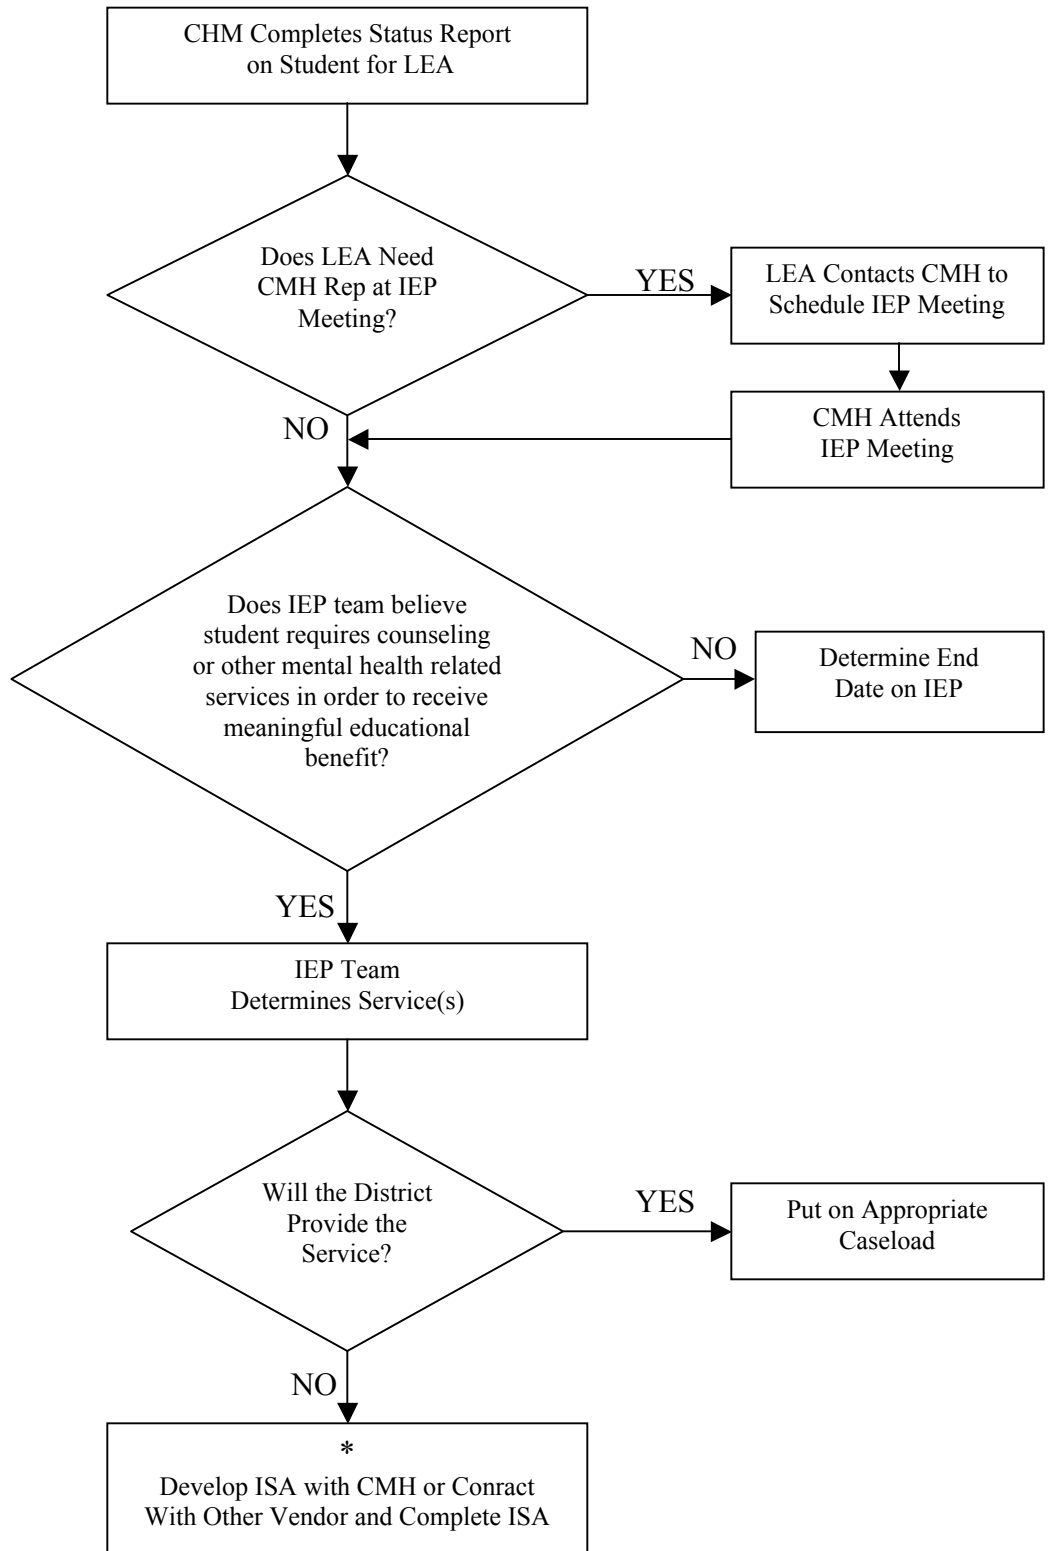 CHM Completes Status Report
on Student for LEA
Does LEA Need
CMH Rep at IEP
Meeting?
YES
LEA Contacts CMH to
Schedule IEP Meeting
CMH Attends
IEP Meeting
NO
Does IEP team believe
student requires counseling
or other mental health related
services in order to receive
meaningful educational
benefit?
NO
Determine End
Date on IEP
YES
IEP Team
Determines Service(s)
Will the District
Provide the
Service?
YES
Put on Appropriate
Caseload
NO
*
Develop ISA with CMH or Conract
With Other Vendor and Complete ISA